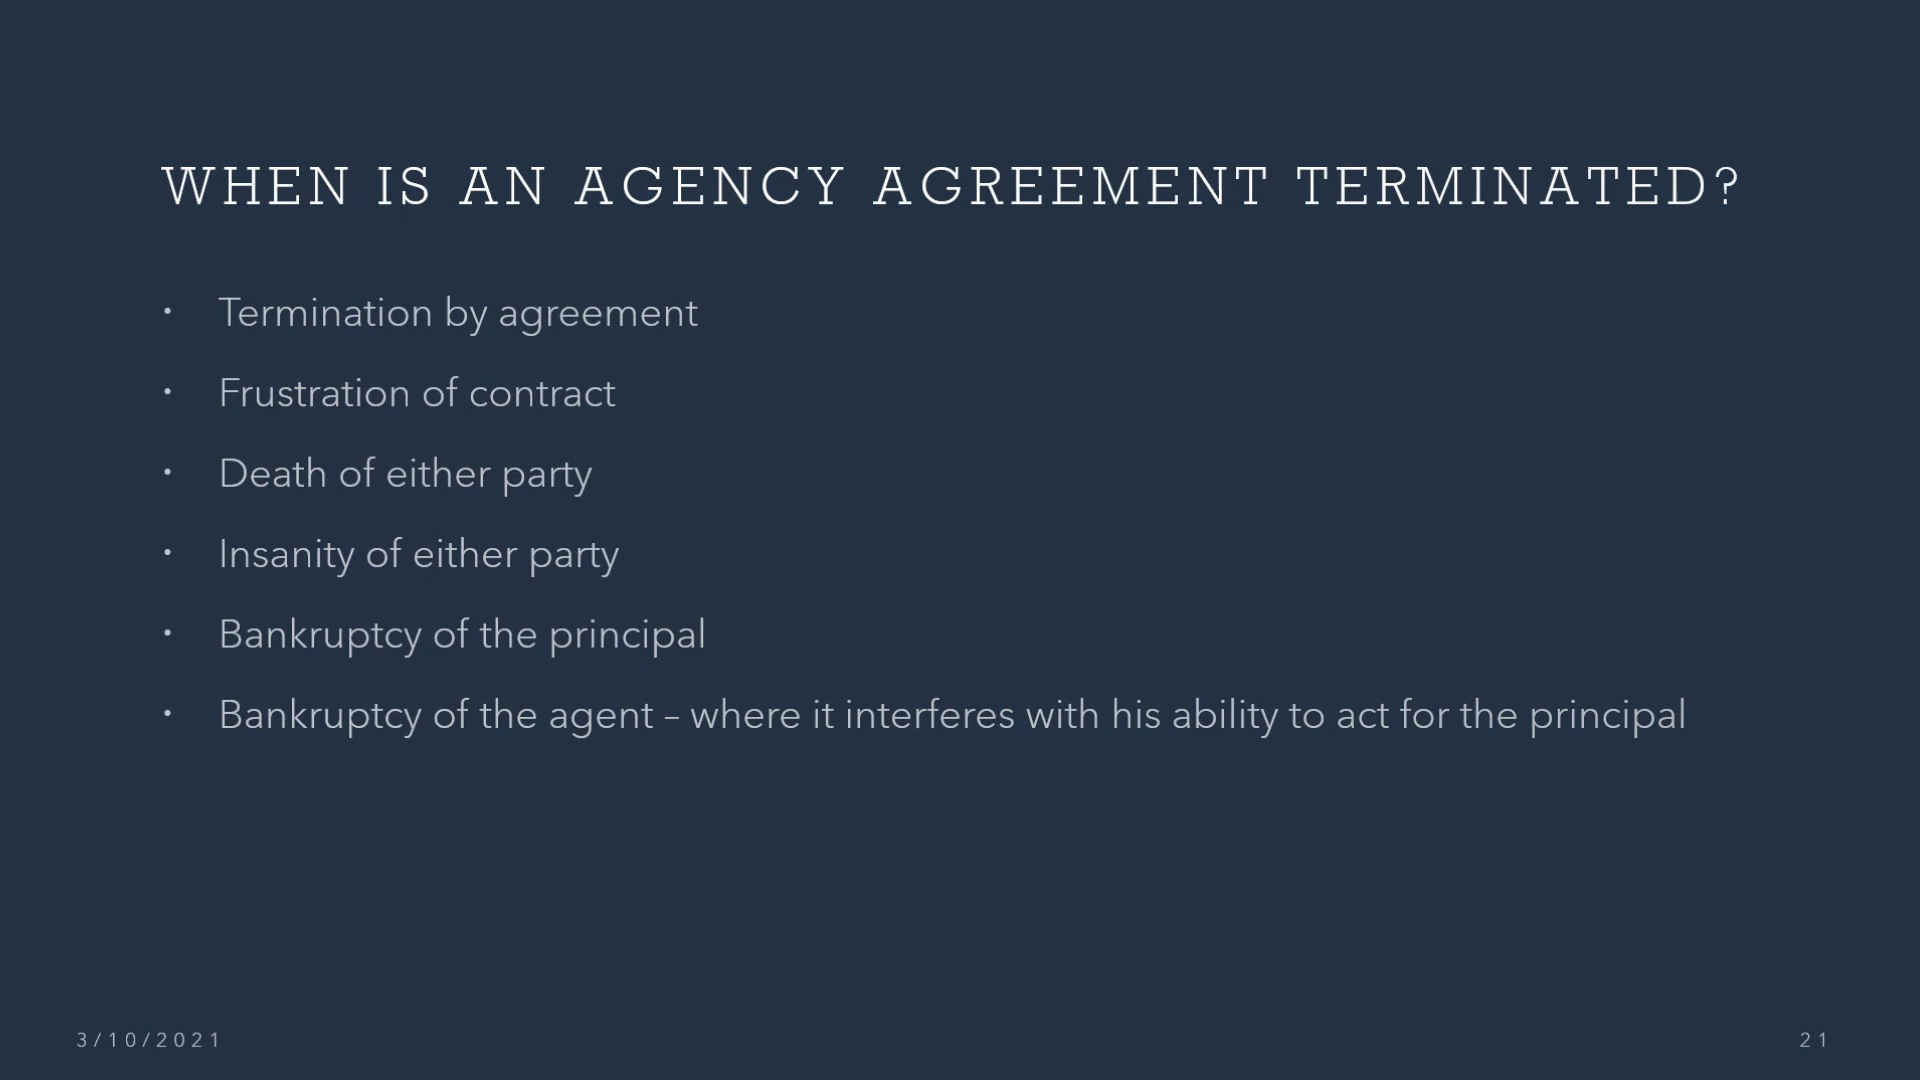 WHEN IS AN AGENCY AGREEMENT TERMINATED?
• Termination by agreement
• Frustration of contract
• Death of either party
• Insanity of either party
• Bankruptcy of the principal
• Bankruptcy of the agent – where it interferes with his ability to act for the principal
3/10/2021
21